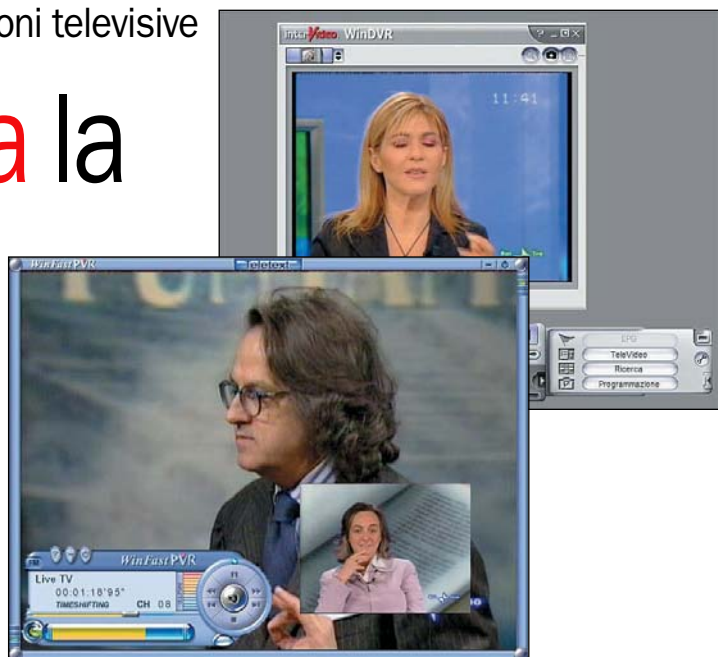 oni televisive
a la
InterVideo WinDVR
11:41
WinFast PVR
Teletext
EPG
TeleVideo
Ricerca
Programmazione
WinFast PVR
Live TV
00:01:18'95"
TIMESHIFTING CH 08